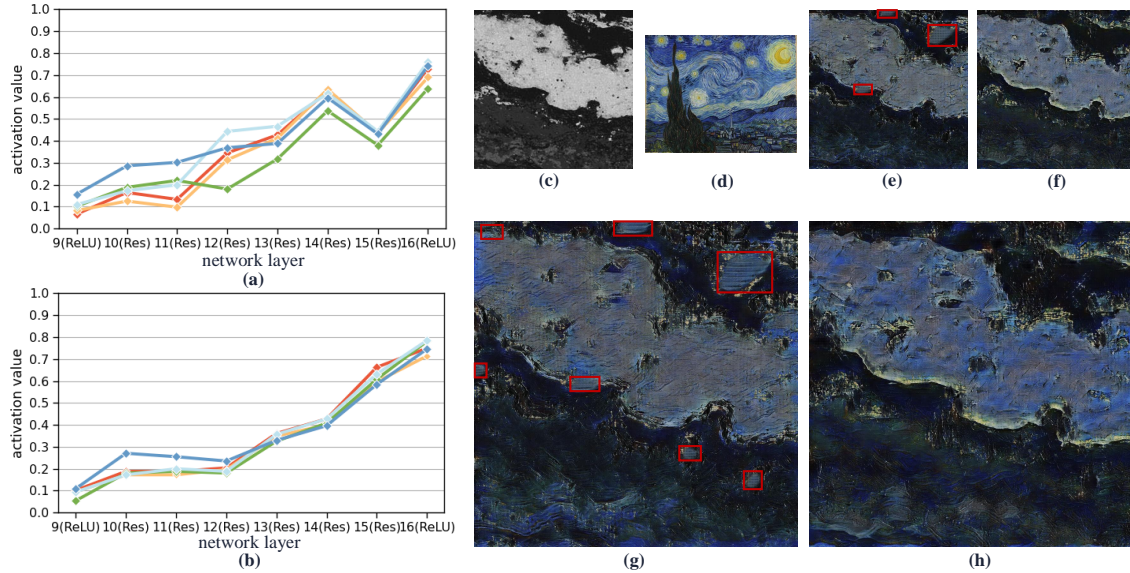 1.0
0.9
0.8
0.7
0.6
0.5
0.4
0.3
0.2
0.1
0.0
activation value
9(ReLU) 10(Res) 11(Res) 12(Res) 13(Res) 14(Res) 15(Res) 16(ReLU)
network layer
(a)
1.0
0.9
0.8
0.7
0.6
0.5
0.4
0.3
0.2
0.1
0.0
activation value
9(ReLU) 10(Res) 11(Res) 12(Res) 13(Res) 14(Res) 15(Res) 16(ReLU)
network layer
(b)
(c)
(d)
(e)
(f)
(g)
(h)